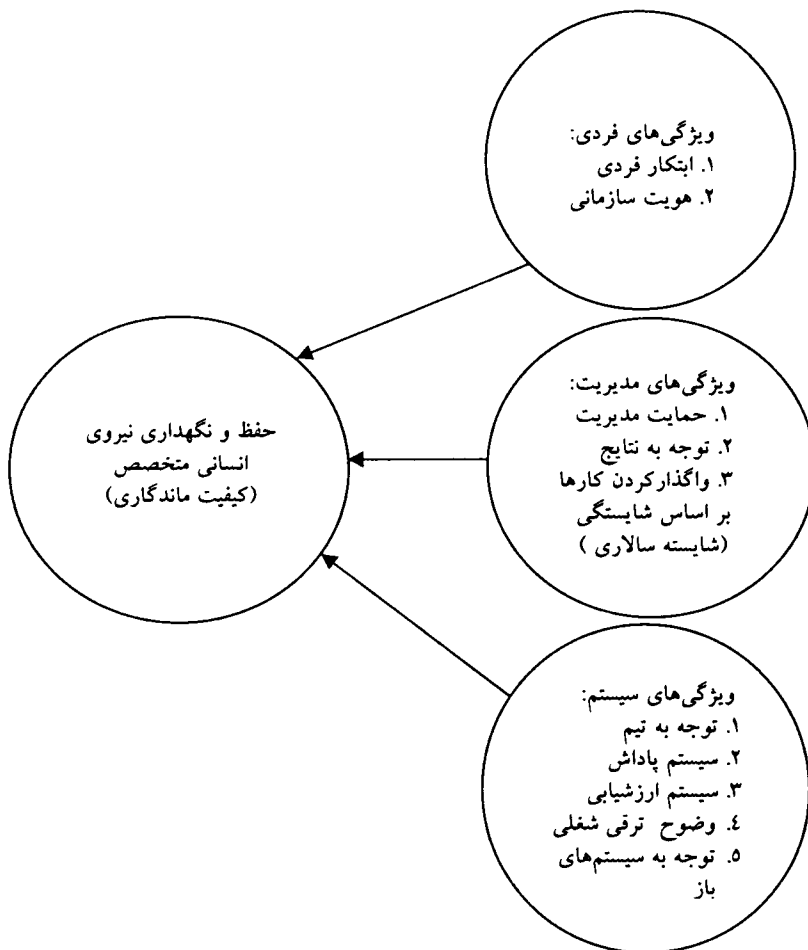 ویژگی‌های فردی:
۱. ابتکار فردی
۲. هویت سازمانی
حفظ و نگهداری نیروی
انسانی متخصص
(کیفیت ماندگاری)
ویژگی‌های مدیریت:
۱. حمایت مدیریت
۲. توجه به نتایج
۳. واگذارکردن کارها
بر اساس شایستگی
(شایسته سالاری )
ویژگی‌های سیستم:
۱. توجه به تیم
۲. سیستم پاداش
۳. سیستم ارزشیابی
٤. وضوح ترقی شغلی
۵. توجه به سیستم‌های
باز